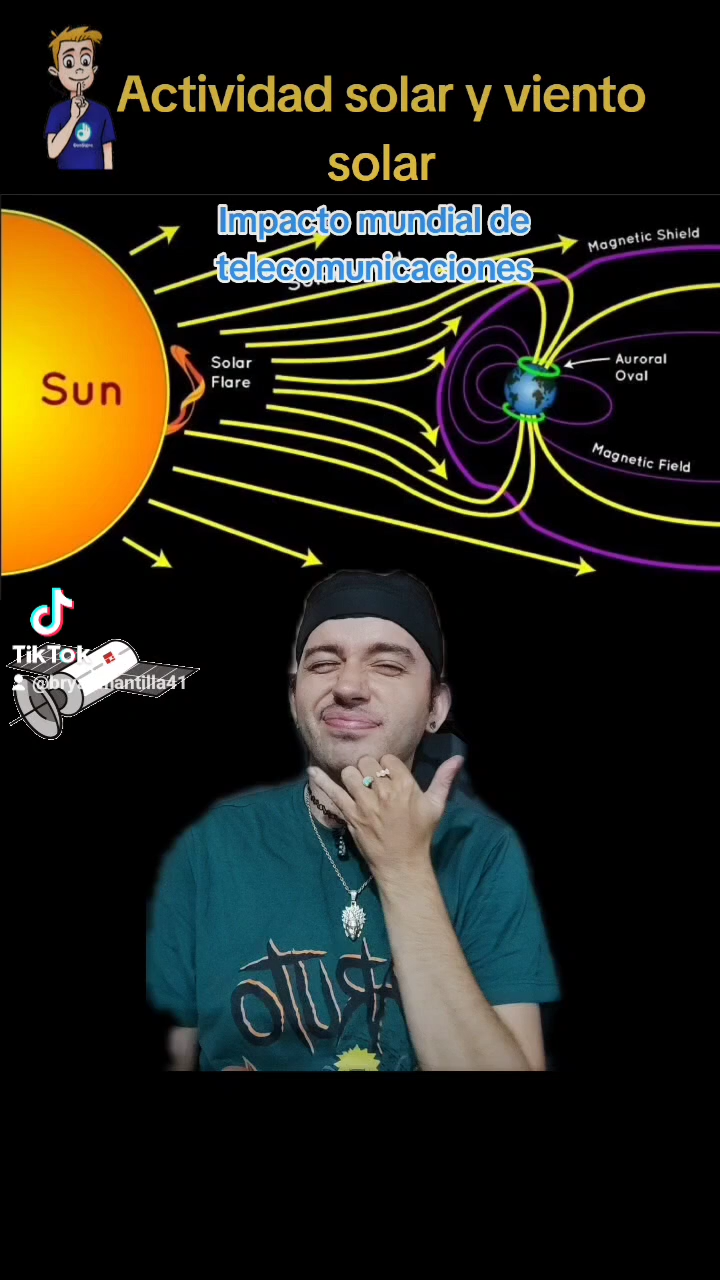 Actividad solar y viento
solar
Impacto mundial de
telecomunicaciones
Magnetic Shield
Sun
Solar
Flare
Auroral
Oval
Magnetic Field
TikTok